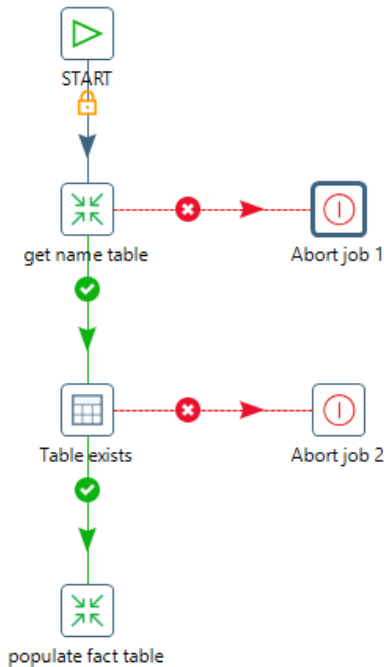 START
get name table
Abort job 1
Table exists
Abort job 2
populate fact table